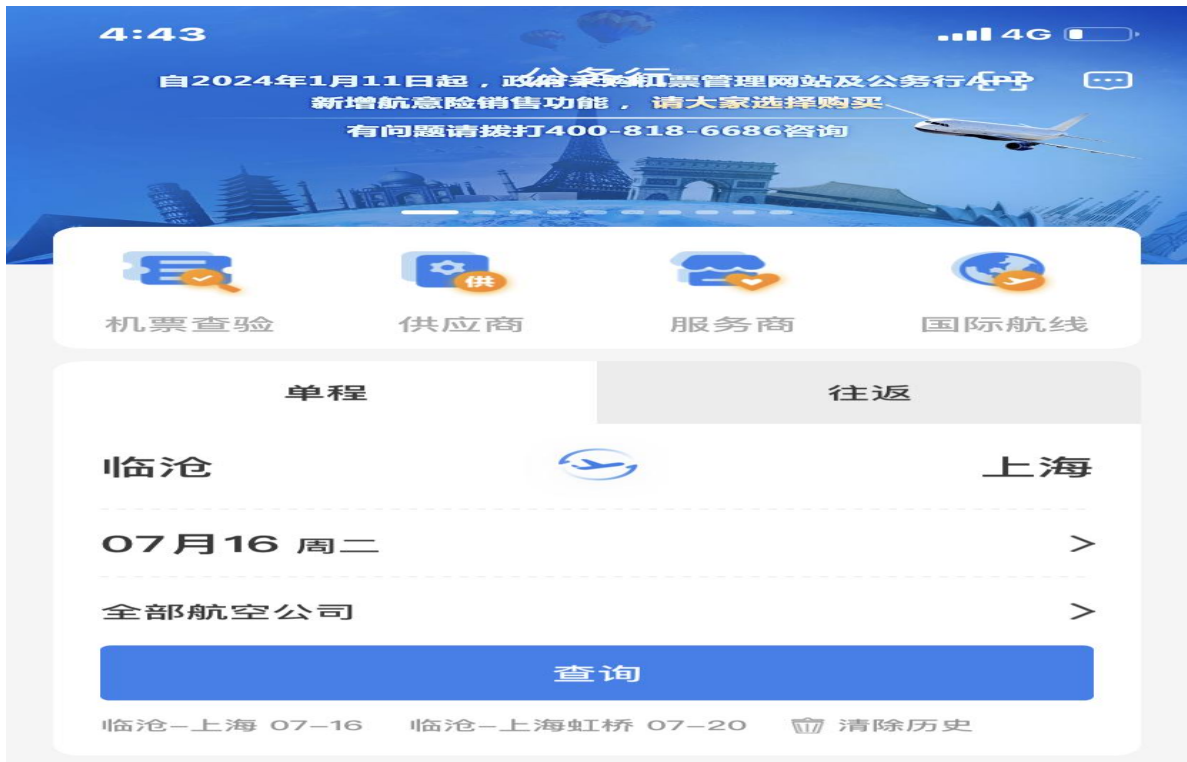 4:43
4G
公务行
自2024年1月11日起，政府采购机票管理网站及公务行APP
新增航意险销售功能，请大家选择购买
有问题请拨打400-818-6686咨询
供
机票查验 供应商 服务商 国际航线
单程 往返
临沧 上海
07月16 周二 >
全部航空公司 >
查询
临沧-上海 07-16 临沧-上海虹桥 07-20 清除历史